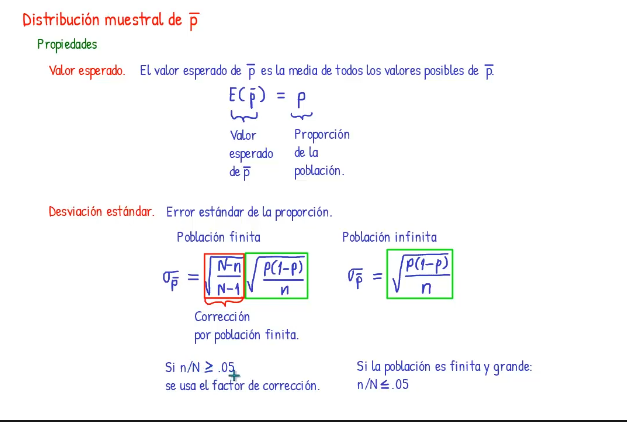 Distribución muestral de p̅
Propiedades
Valor esperado. El valor esperado de p̅ es la media de todos los valores posibles de p̅.
E(p̅) = p
Valor esperado de p̅
Proporción de la población.
Desviación estándar. Error estándar de la proporción.
Población finita
σp̅ = √((N-n)/(N-1)) √(p(1-p)/n)
Corrección
por población finita.
Si n/N ≥ .05
se usa el factor de corrección.
Población infinita
σp̅ = √(p(1-p)/n)
Si la población es finita y grande:
n/N ≤ .05